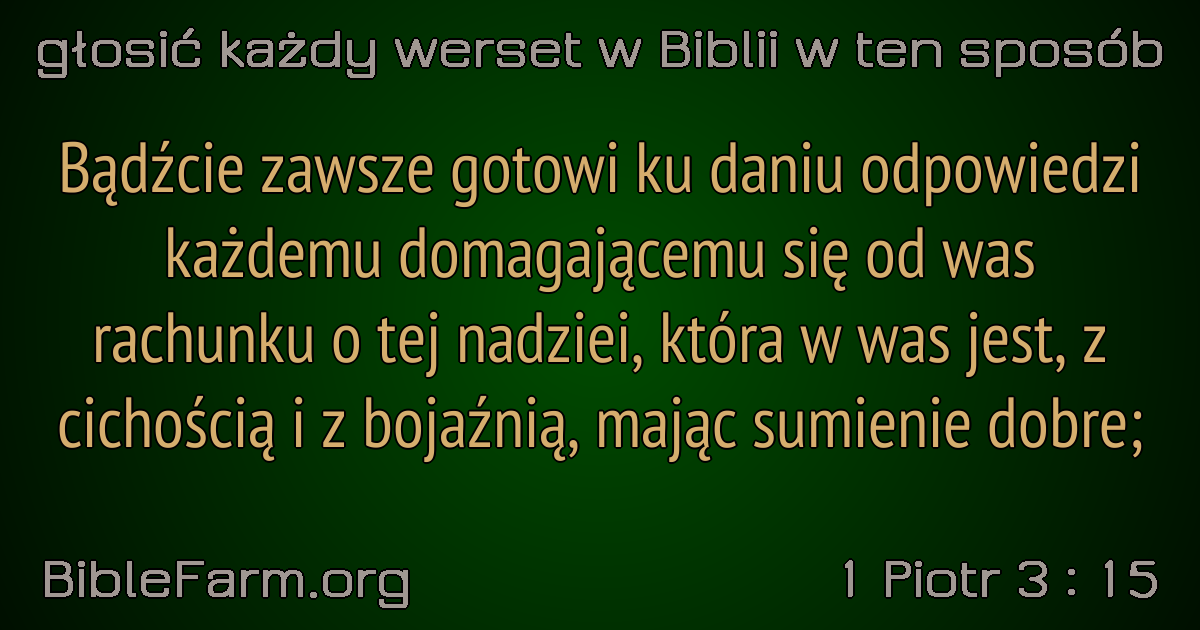 głosić każdy werset w Biblii w ten sposób
Bądźcie zawsze gotowi ku daniu odpowiedzi
każdemu domagającemu się od was
rachunku o tej nadziei, która w was jest, z
cichością i z bojaźnią, mając sumienie dobre;
BibleFarm.org
1 Piotr 3 : 15